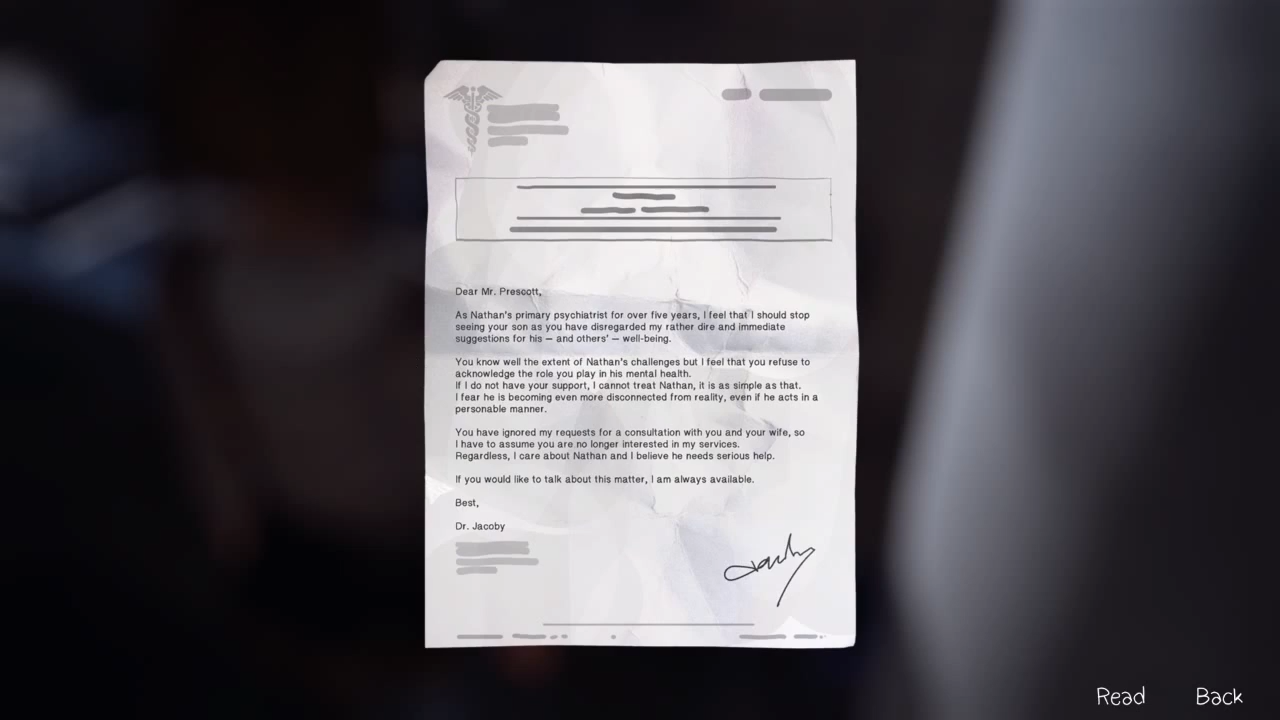 Dear Mr. Prescott,
As Nathan's primary psychiatrist for over five years, I feel that I should stop
seeing your son as you have disregarded my rather dire and immediate
suggestions for his – and others' – well-being.
You know well the extent of Nathan's challenges but I feel that you refuse to
acknowledge the role you play in his mental health.
If I do not have your support, I cannot treat Nathan, it is as simple as that.
I fear he is becoming even more disconnected from reality, even if he acts in a
personable manner.
You have ignored my requests for a consultation with you and your wife, so
I have to assume you are no longer interested in my services.
Regardless, I care about Nathan and I believe he needs serious help.
If you would like to talk about this matter, I am always available.
Best,
Dr. Jacoby
Read Back